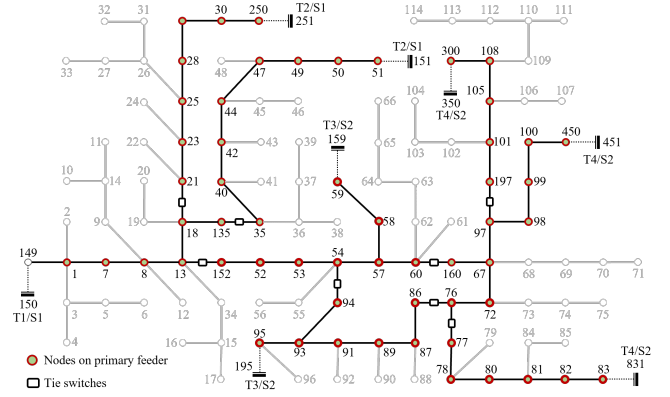 32 31 250 T2/S1 114 113 112 110 111
30 251
28 48 T2/S1 300 108
33 27 26 47 49 50 51 151 109
25 66 104 350 105 106 107
24 44 45 46 T4/S2
T3/S2 100 450 451
11 22 23 42 43 39 159 65 103 102 101 T4/S2
10 14 20 21 40 41 37 59 64 63 197 99
2 9 19 18 135 35 36 38 58 62 61 97 98
149 54
1 7 8 13 152 52 53 57 60 160 67 68 69 70 71
150
T1/S1 3 5 6 12 34 56 55 94 86 76 72 73 74 75
4 16 15 95 93 91 89 87 77 79 84 85 T4/S2
Nodes on primary feeder 831
17 195 96 92 90 88 78 80 81 82 83
Tie switches T3/S2